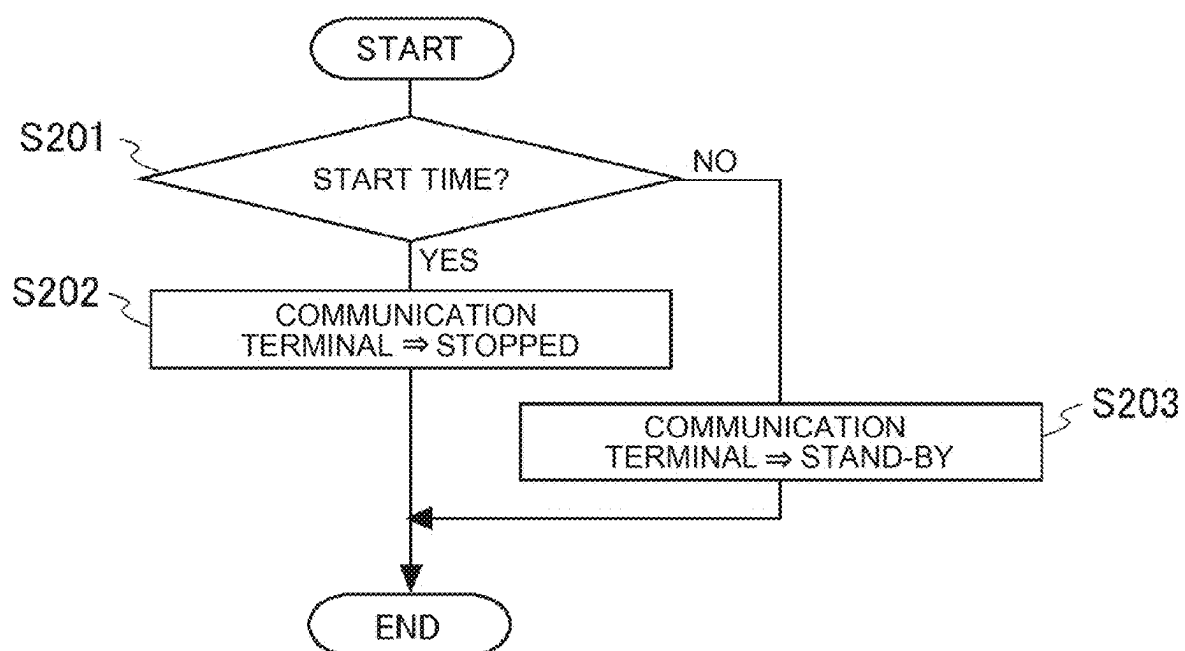 START
S201
START TIME?
NO
YES
S202
COMMUNICATION
TERMINAL ⇒ STOPPED
S203
COMMUNICATION
TERMINAL ⇒ STAND-BY
END